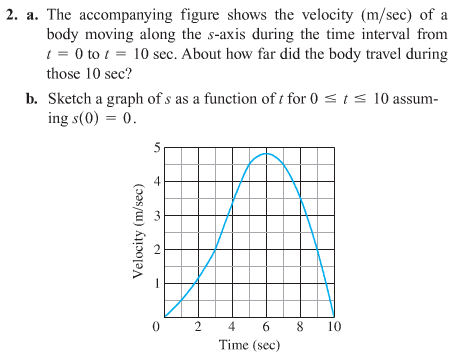 2. a. The accompanying figure shows the velocity (m/sec) of a
body moving along the s-axis during the time interval from
t = 0 to t = 10 sec. About how far did the body travel during
those 10 sec?
b. Sketch a graph of s as a function of t for 0 ≤ t ≤ 10 assum-
ing s(0) = 0.
5
4
3
2
1
Velocity (m/sec)
0 2 4 6 8 10
Time (sec)